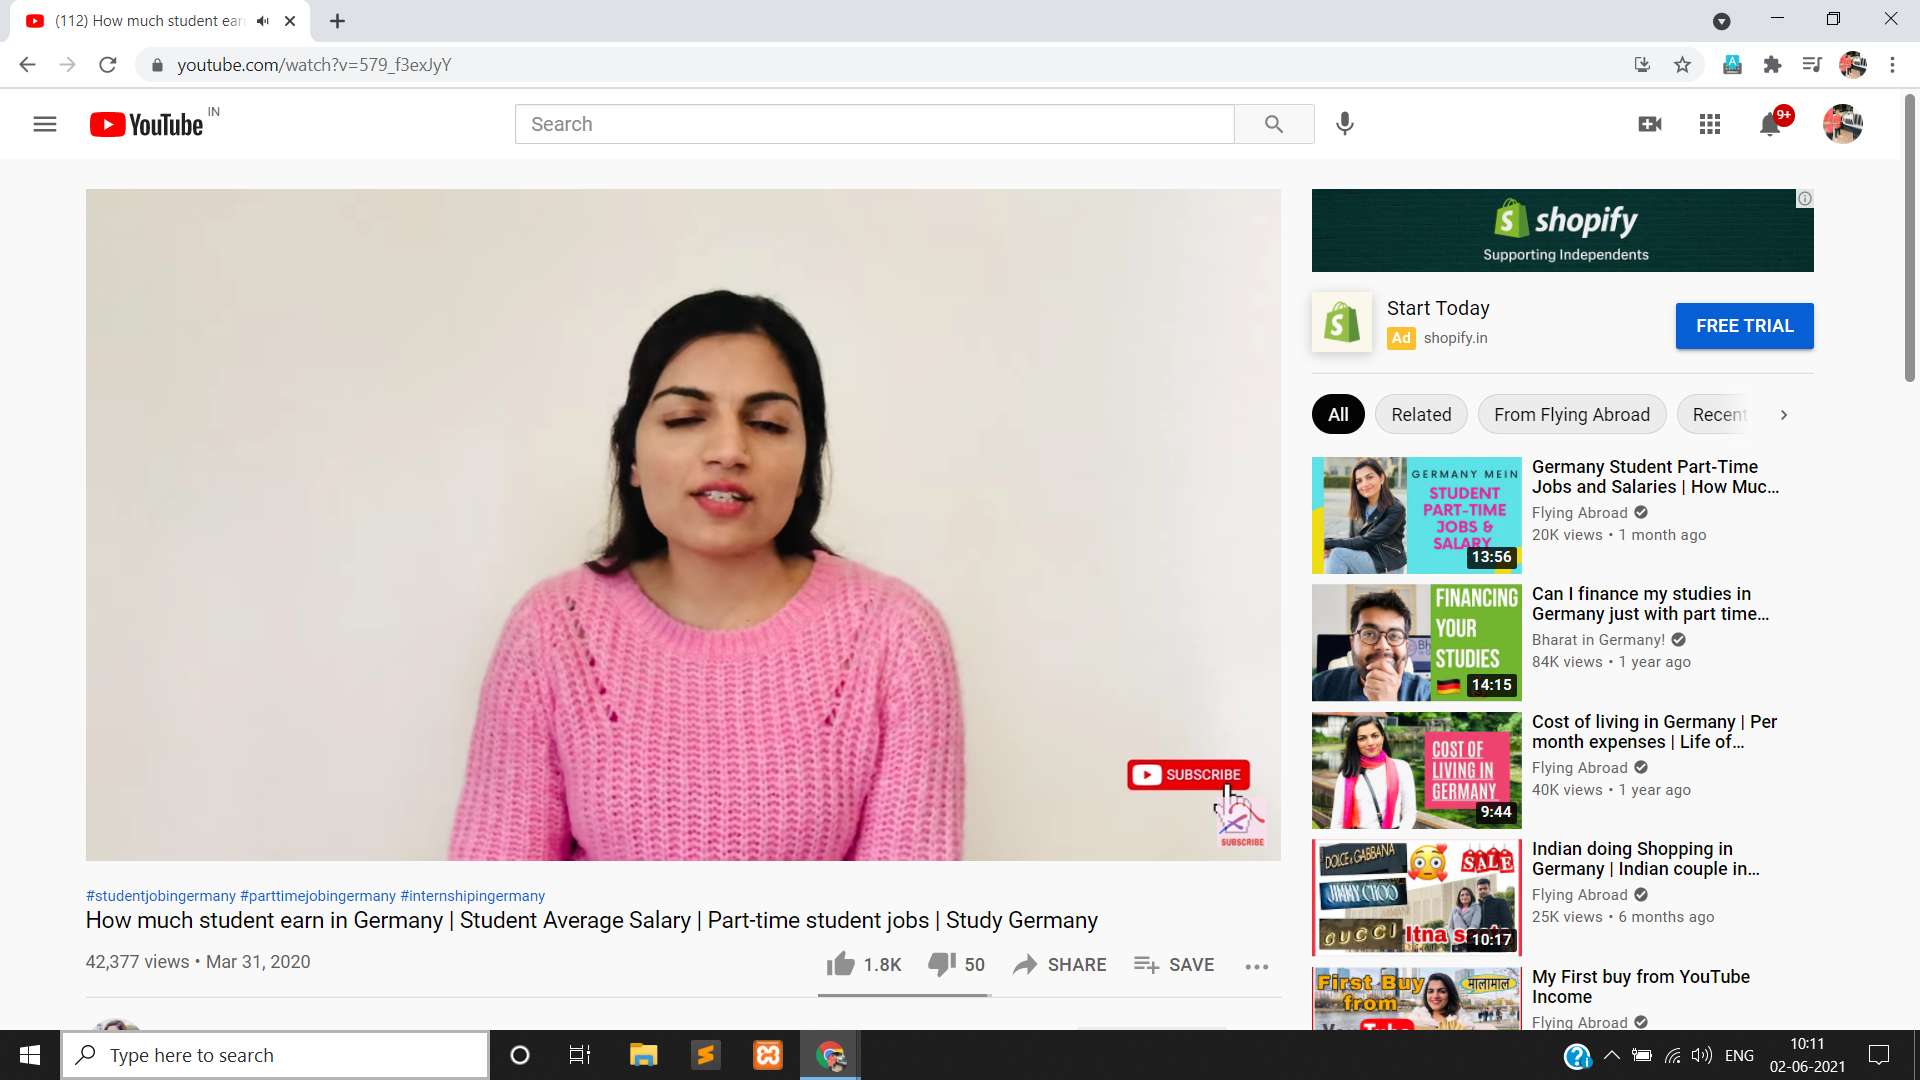 (112) How much student ear
youtube.com/watch?v=579_f3exJyY
YouTube IN
Search
9+
shopify
Supporting Independents
Start Today
Ad shopify.in
FREE TRIAL
All Related From Flying Abroad Recent
GERMANY MEIN
STUDENT
PART-TIME
JOBS &
SALARY
13:56
Germany Student Part-Time
Jobs and Salaries | How Muc...
Flying Abroad
20K views • 1 month ago
FINANCING
YOUR
STUDIES
14:15
Can I finance my studies in
Germany just with part time...
Bharat in Germany!
84K views • 1 year ago
COST OF
LIVING IN
GERMANY
9:44
Cost of living in Germany | Per
month expenses | Life of...
Flying Abroad
40K views • 1 year ago
DOLCE & GABBANA
SALE
JIMMY CHOO
GUCCI
Itna
10:17
Indian doing Shopping in
Germany | Indian couple in...
Flying Abroad
25K views • 6 months ago
First Buy
from
मालामाल
My First buy from YouTube
Income
Flying Abroad
SUBSCRIBE
SUBSCRIBE
#studentjobingermany #parttimejobingermany #internshipingermany
How much student earn in Germany | Student Average Salary | Part-time student jobs | Study Germany
42,377 views • Mar 31, 2020
1.8K 50 SHARE SAVE
Type here to search
ENG
10:11
02-06-2021